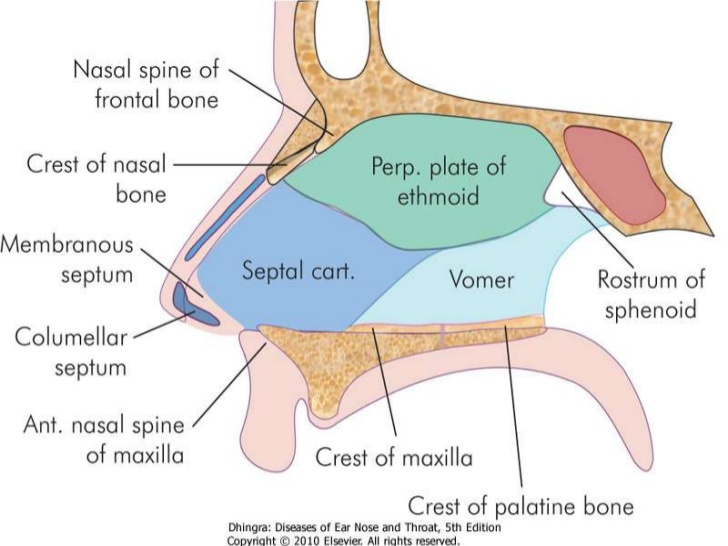 Nasal spine of
frontal bone
Crest of nasal
bone
Perp. plate of
ethmoid
Membranous
septum
Septal cart.
Vomer
Rostrum of
sphenoid
Columellar
septum
Ant. nasal spine
of maxilla
Crest of maxilla
Crest of palatine bone
Dhingra: Diseases of Ear Nose and Throat, 5th Edition
Copyright © 2010 Elsevier. All rights reserved.